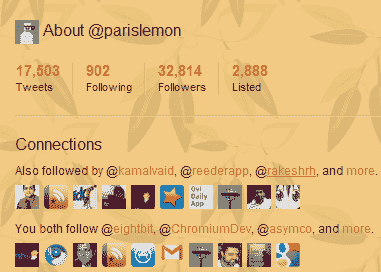 About @parislemon
17,503 902 32,814 2,888
Tweets Following Followers Listed
Connections
Also followed by @kamalvaid, @reederapp, @rakeshrh, and more.
Ovi
Daily
App
You both follow @eightbit, @ChromiumDev, @asymco, and more.